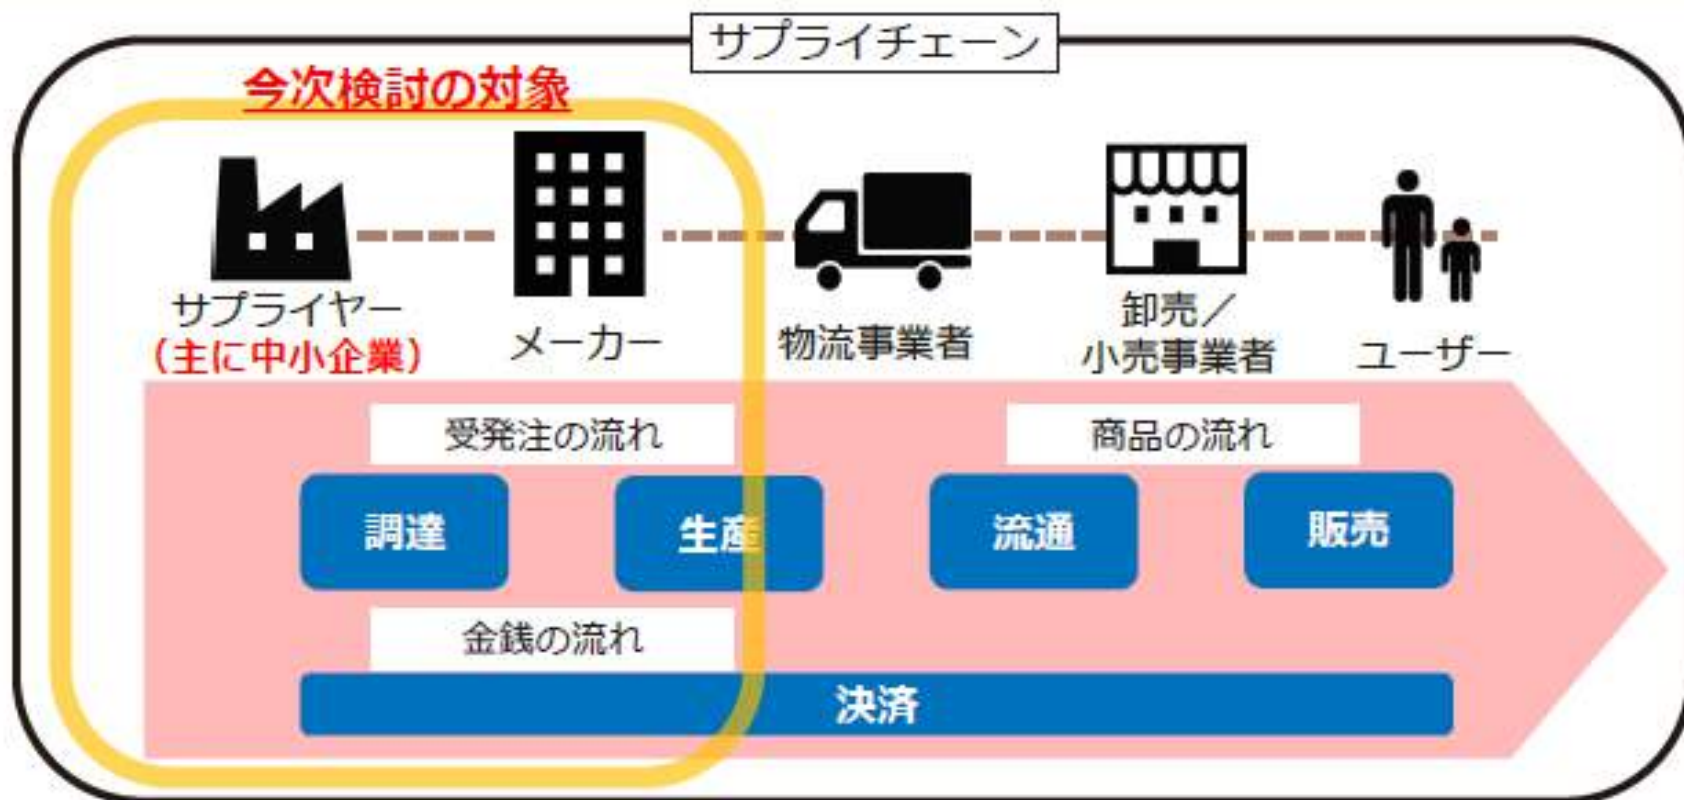 サプライチェーン
今次検討の対象
サプライヤー
（主に中小企業）
メーカー
物流事業者
卸売／
小売事業者
ユーザー
受発注の流れ
商品の流れ
調達
生産
流通
販売
金銭の流れ
決済